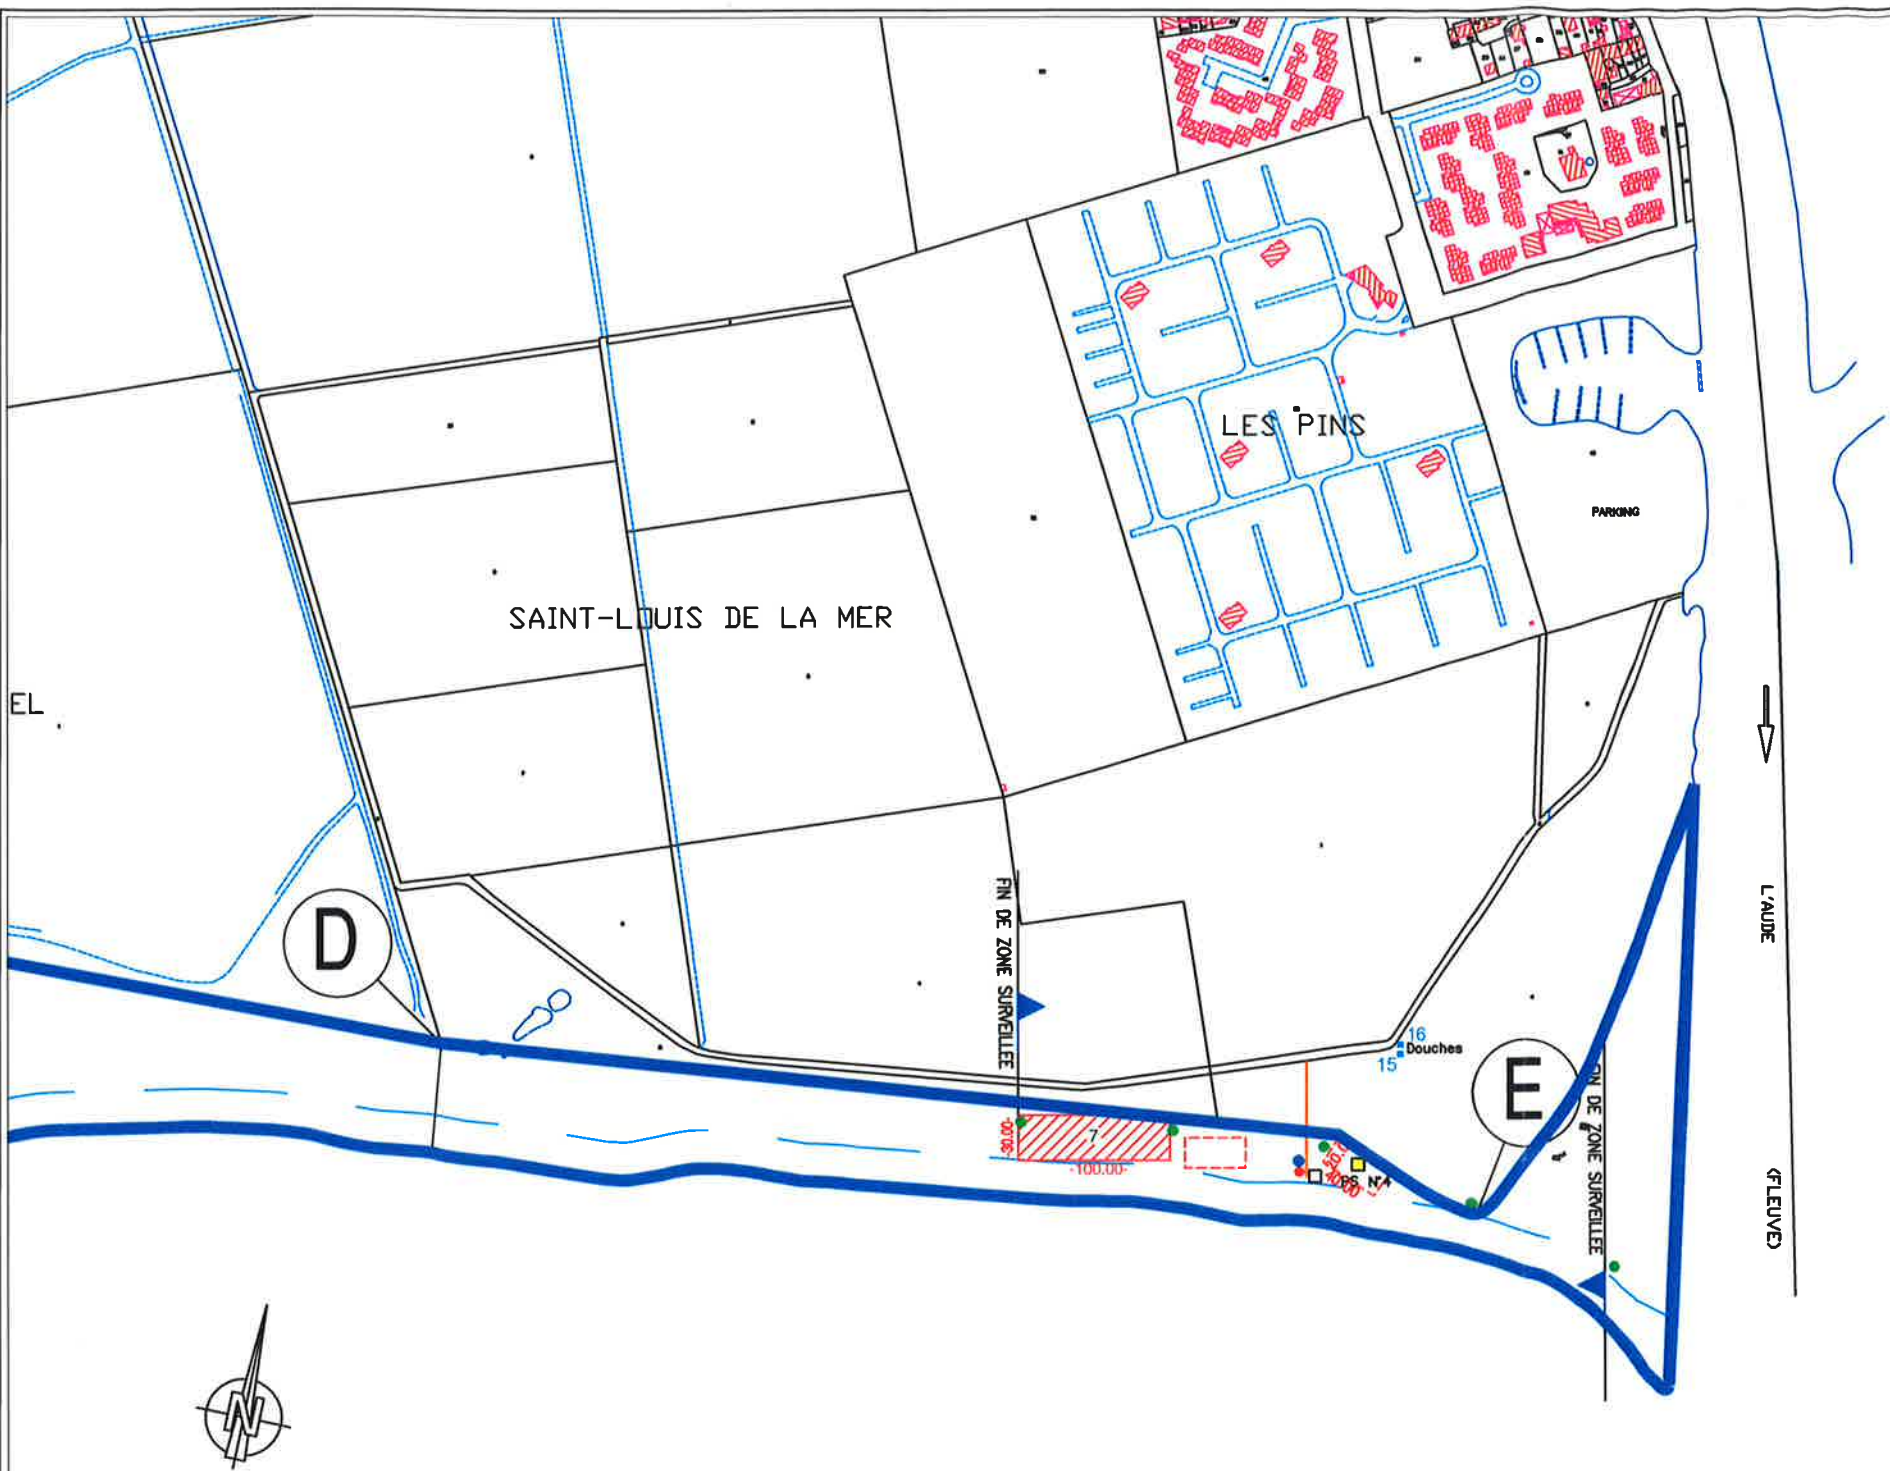 LES PINS
PARKING
SAINT-LOUIS DE LA MER
EL
L'AUDE
(FLEUVE)
D
FIN DE ZONE SURVEILLEE
16
Douches
15
E
DE ZONE SURVEILLEE
7
-30.00-
-100.00-
PS N°4
N